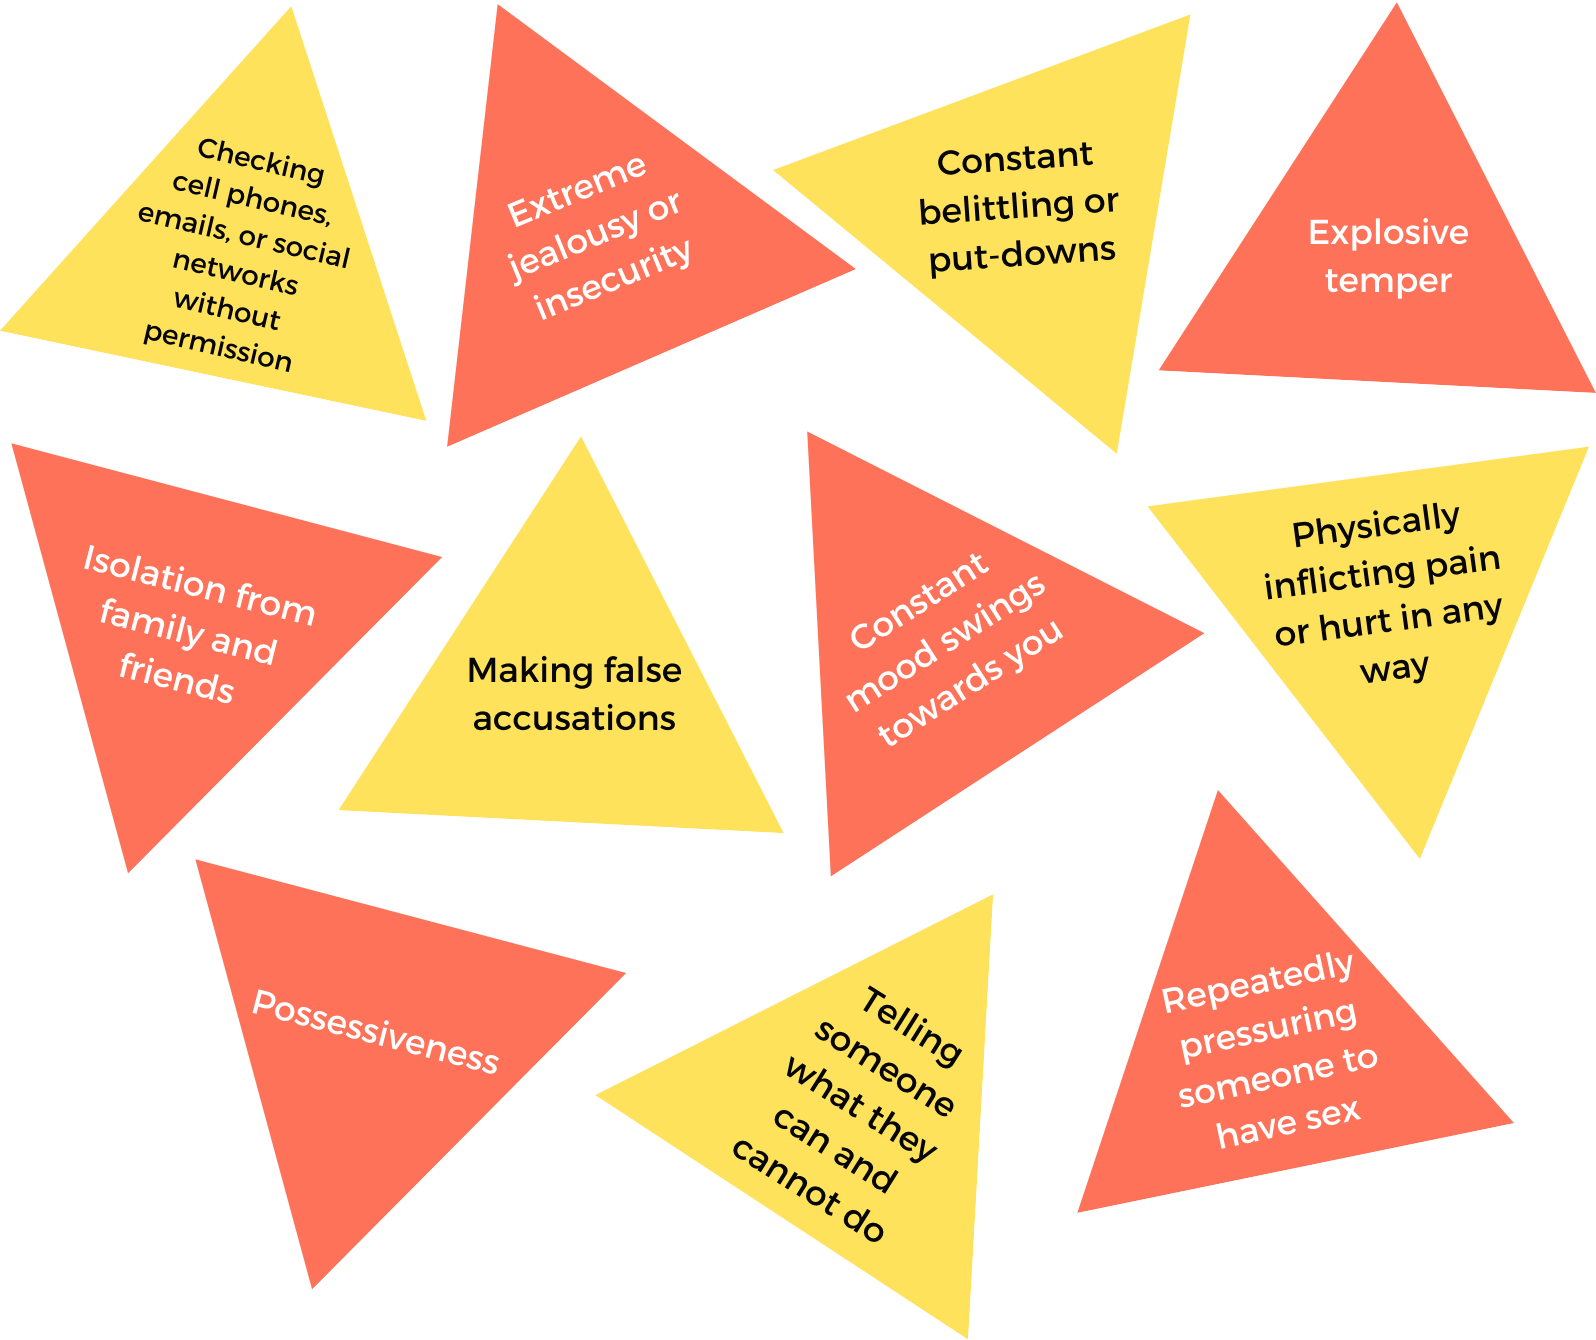 Checking
cell phones,
emails, or social
networks
without
permission
Extreme
jealousy or
insecurity
Constant
belittling or
put-downs
Explosive
temper
Isolation from
family and
friends
Making false
accusations
Constant
mood swings
towards you
Physically
inflicting pain
or hurt in any
way
Possessiveness
Telling
someone
what they
can and
cannot do
Repeatedly
pressuring
someone to
have sex